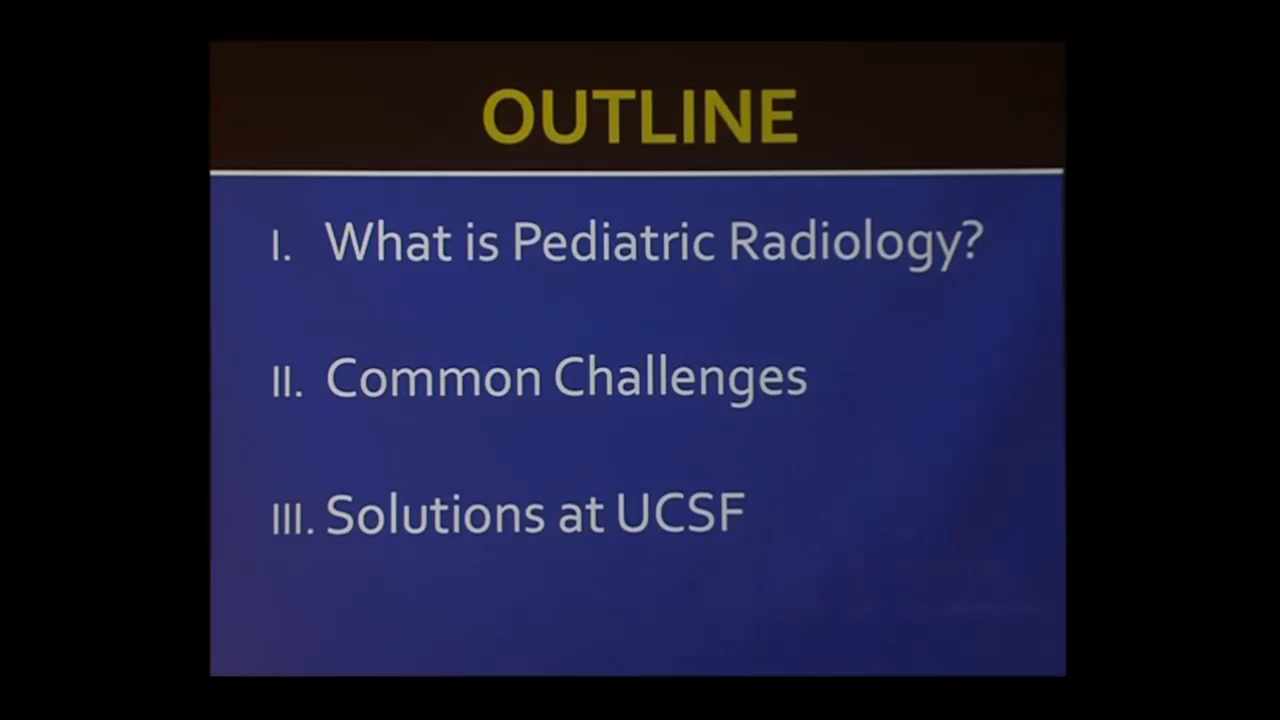 OUTLINE
I. What is Pediatric Radiology?
II. Common Challenges
III. Solutions at UCSF